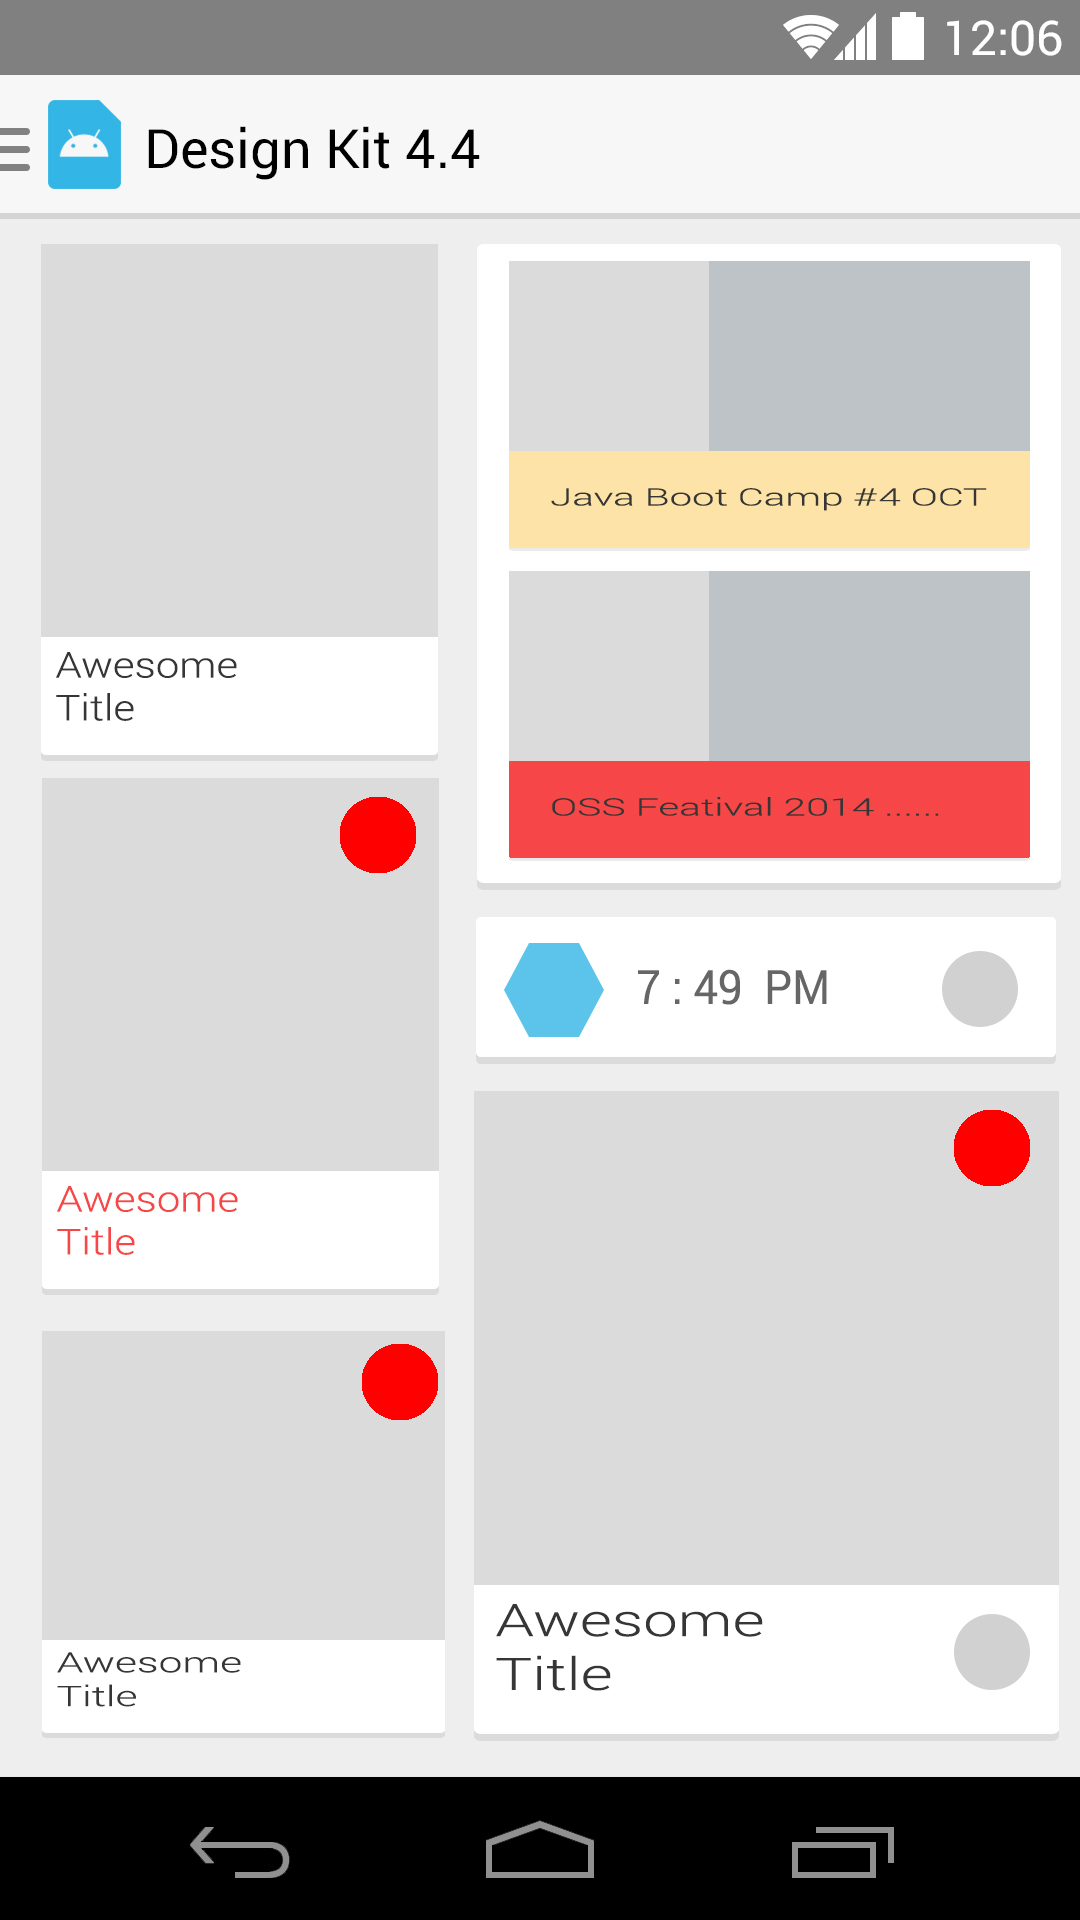 12:06
Design Kit 4.4
Awesome
Title
Java Boot Camp #4 OCT
OSS Featival 2014 ......
Awesome
Title
7 : 49 PM
Awesome
Title
Awesome
Title